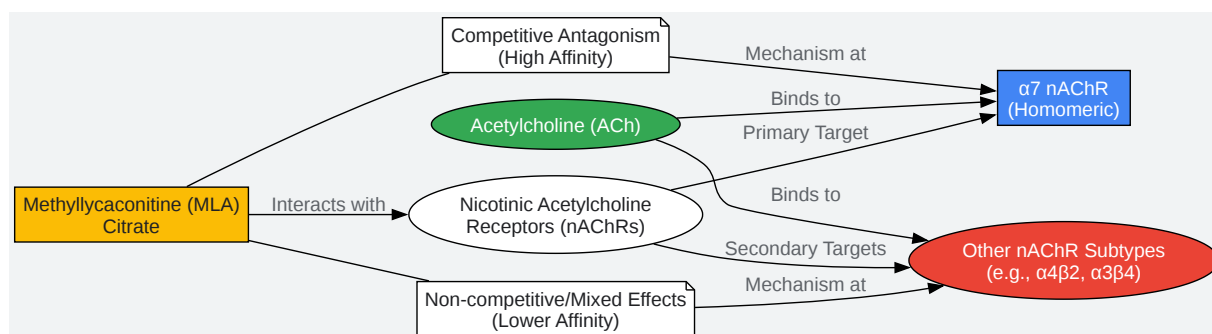 Competitive Antagonism
(High Affinity)
Mechanism at
α7 nAChR
(Homomeric)
Binds to
Acetylcholine (ACh)
Primary Target
Methyllycaconitine (MLA)
Citrate
Interacts with
Nicotinic Acetylcholine
Receptors (nAChRs)
Binds to
Secondary Targets
Other nAChR Subtypes
(e.g., α4β2, α3β4)
Mechanism at
Non-competitive/Mixed Effects
(Lower Affinity)